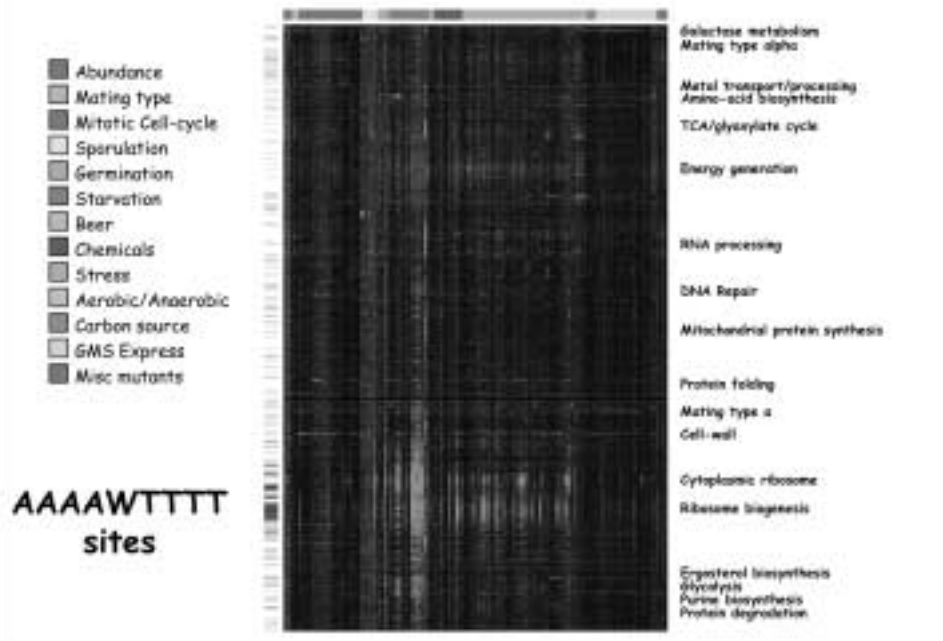 Abundance
Mating type
Mitotic Cell-cycle
Sporulation
Germination
Starvation
Beer
Chemicals
Stress
Aerobic/Anaerobic
Carbon source
GMS Express
Misc mutants
AAAAWTTTT
sites
Galactose metabolism
Mating type alpha
Metal transport/processing
Amino-acid biosynthesis
TCA/glyoxylate cycle
Energy generation
RNA processing
DNA Repair
Mitochondrial protein synthesis
Protein folding
Mating type a
Cell-wall
Cytoplasmic ribosome
Ribosome biogenesis
Ergosterol biosynthesis
Glycolysis
Purine biosynthesis
Protein degradation